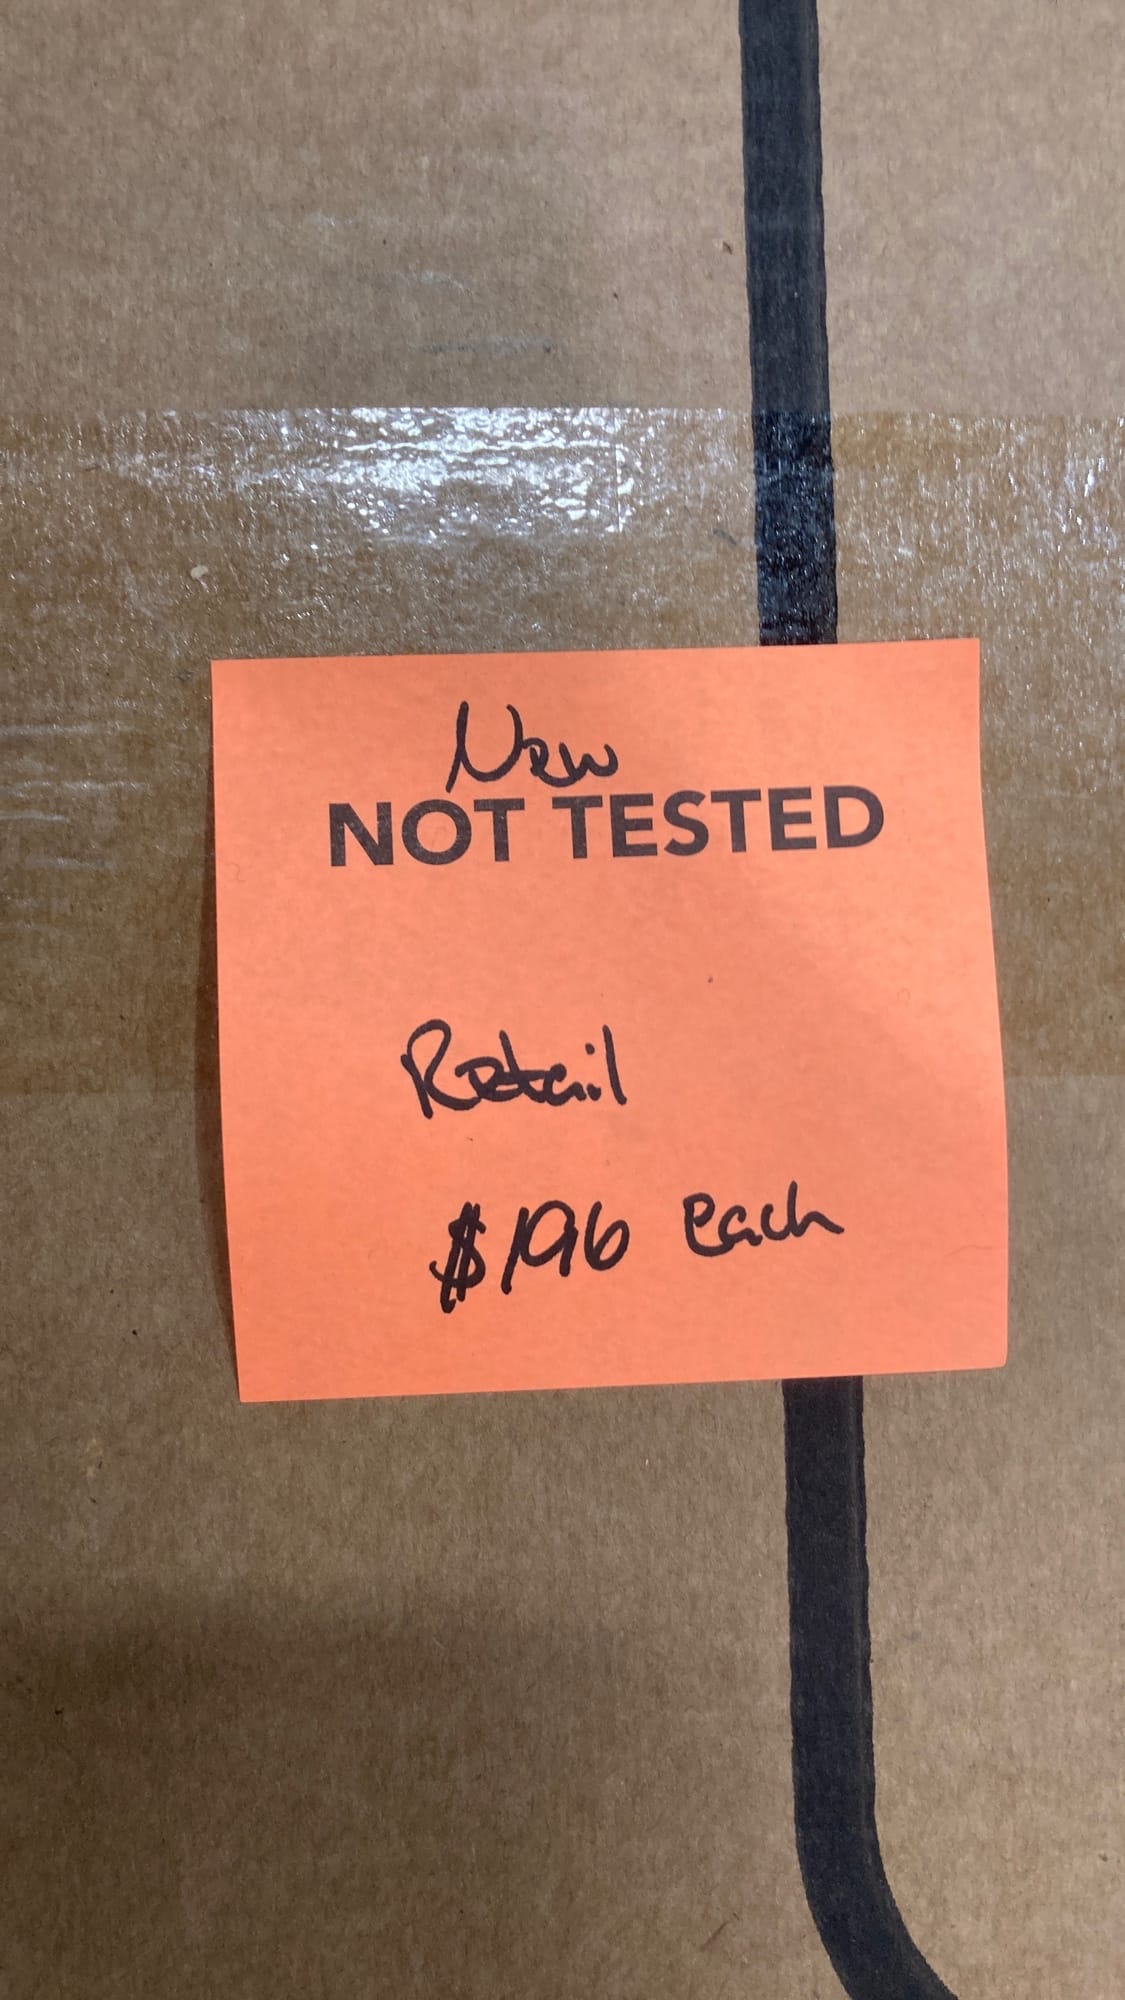 New
NOT TESTED
Retail
$196 each